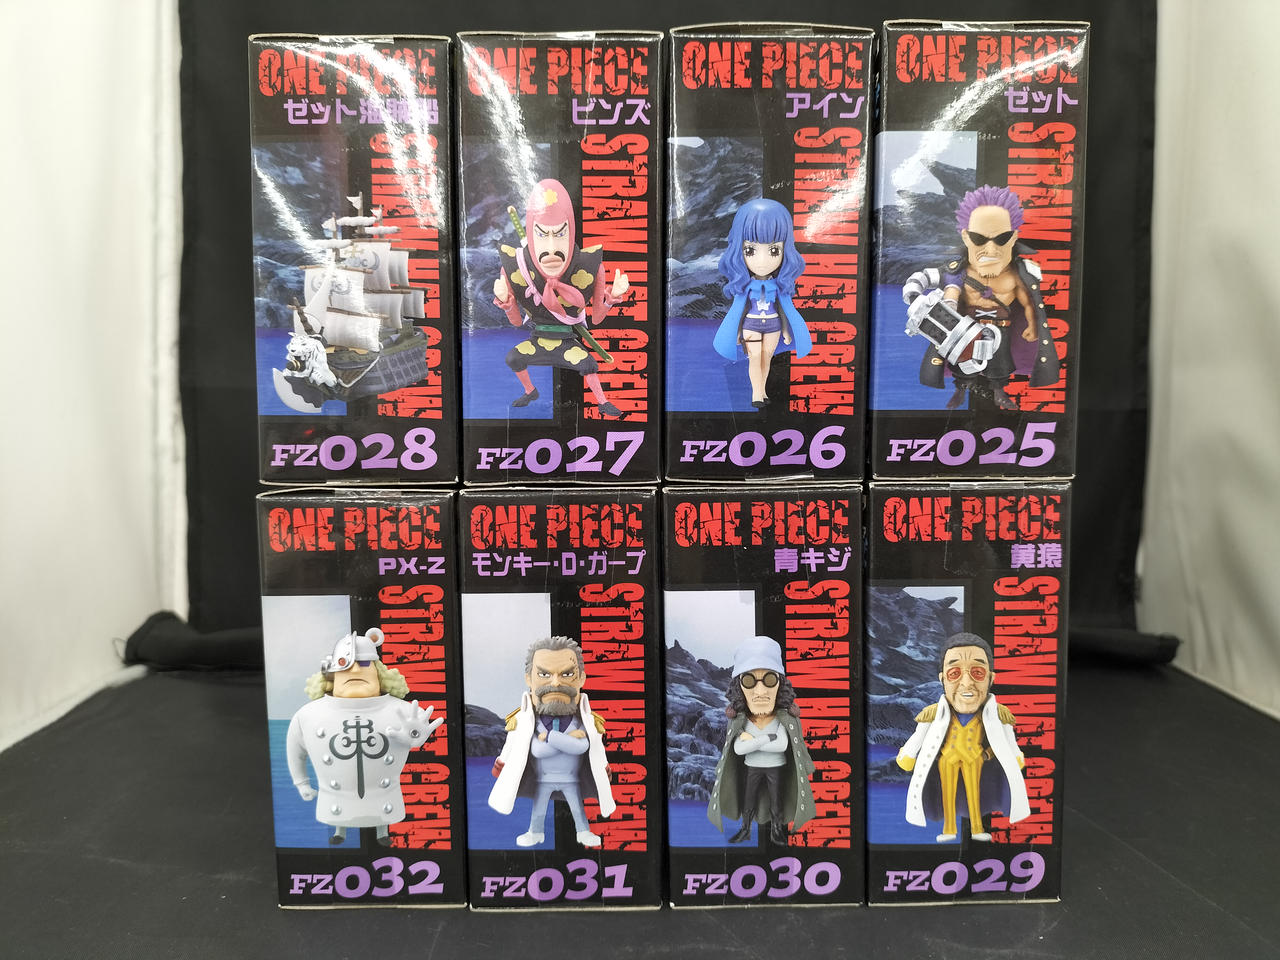 ONE PIECE
ゼット海賊船
STRAW HAT CREW
FZ028
ONE PIECE
ビンズ
STRAW HAT CREW
FZ027
ONE PIECE
アイン
STRAW HAT CREW
FZ026
ONE PIECE
ゼット
STRAW HAT CREW
FZ025
ONE PIECE
PX-Z
STRAW HAT CREW
FZ032
ONE PIECE
モンキー・D・ガープ
STRAW HAT CREW
FZ031
ONE PIECE
青キジ
STRAW HAT CREW
FZ030
ONE PIECE
黄猿
STRAW HAT CREW
FZ029